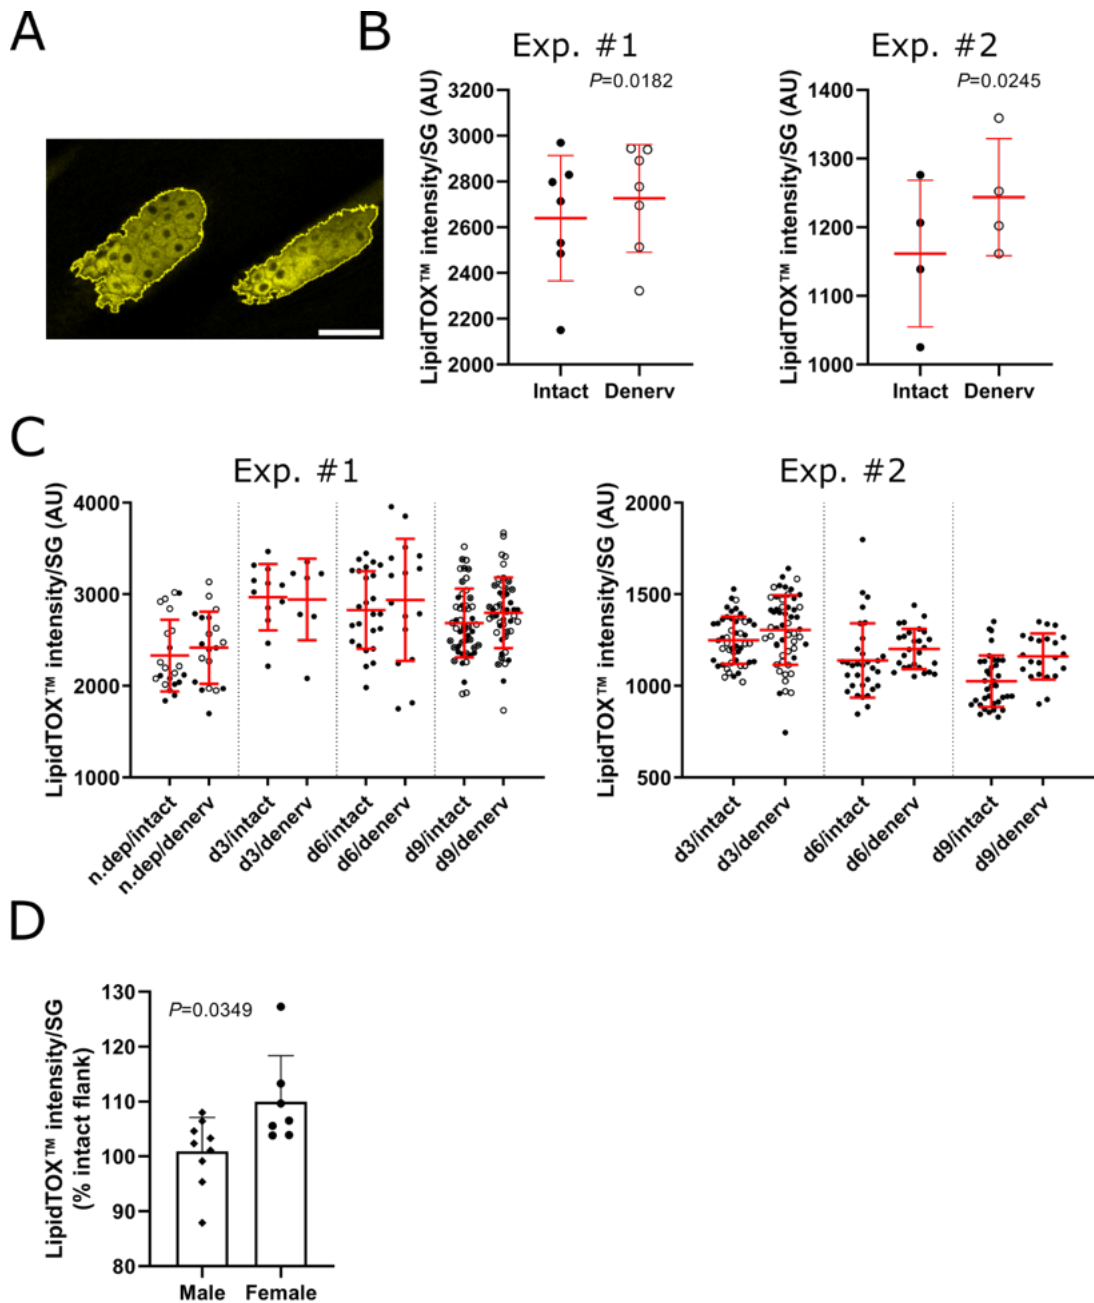 A
B
Exp. #1
Exp. #2
LipidTOX™ intensity/SG (AU)
3200
3000
2800
2600
2400
2200
2000
P=0.0182
Intact
Denerv
LipidTOX™ intensity/SG (AU)
1400
1300
1200
1100
1000
P=0.0245
Intact
Denerv
C
Exp. #1
Exp. #2
LipidTOX™ intensity/SG (AU)
4000
3000
2000
1000
n.dep/intact
n.dep/denerv
d3/intact
d3/denerv
d6/intact
d6/denerv
d9/intact
d9/denerv
LipidTOX™ intensity/SG (AU)
2000
1500
1000
500
d3/intact
d3/denerv
d6/intact
d6/denerv
d9/intact
d9/denerv
D
LipidTOX™ intensity/SG
(% intact flank)
130
120
110
100
90
80
P=0.0349
Male
Female